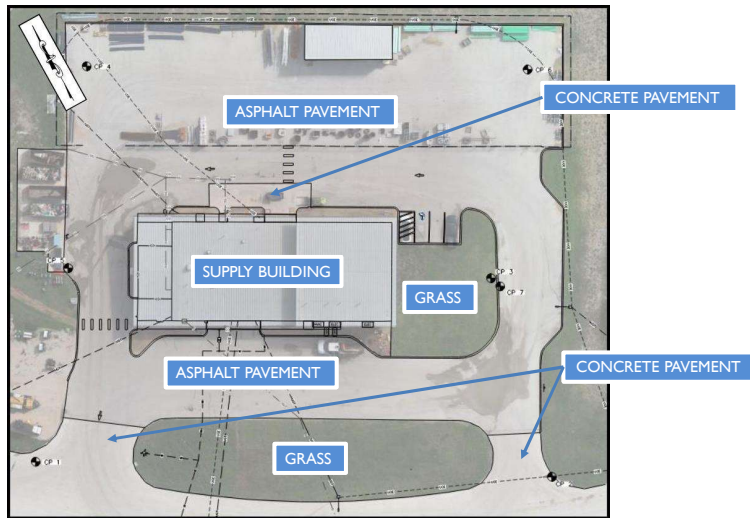 CP 4
CP 6
CONCRETE PAVEMENT
ASPHALT PAVEMENT
SUPPLY BUILDING
CP 3
GRASS
CP 7
CONCRETE PAVEMENT
ASPHALT PAVEMENT
GRASS
CP 1